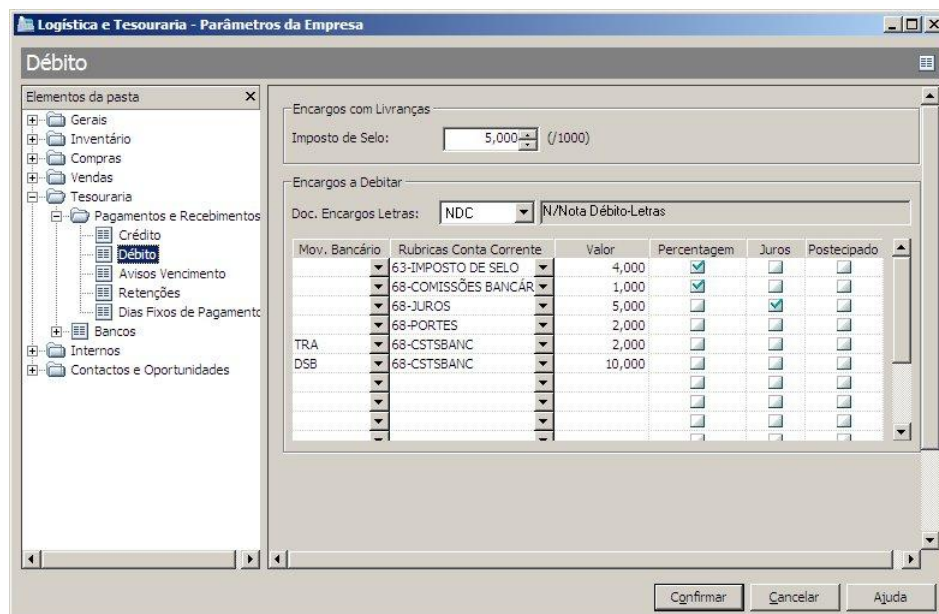 Logística e Tesouraria - Parâmetros da Empresa
Débito
Elementos da pasta
Gerais
Inventário
Compras
Vendas
Tesouraria
Pagamentos e Recebimentos
Crédito
Débito
Avisos Vencimento
Retenções
Dias Fixos de Pagamento
Bancos
Internos
Contactos e Oportunidades
Encargos com Livranças
Imposto de Selo: 5,000 (/1000)
Encargos a Debitar
Doc. Encargos Letras: NDC N/Nota Débito-Letras
Mov. Bancário Rubricas Conta Corrente Valor Percentagem Juros Postecipado
63-IMPOSTO DE SELO 4,000
68-COMISSÕES BANCÁR 1,000
68-JUROS 5,000
68-PORTES 2,000
TRA 68-CSTSBANC 2,000
DSB 68-CSTSBANC 10,000
Confirmar Cancelar Ajuda